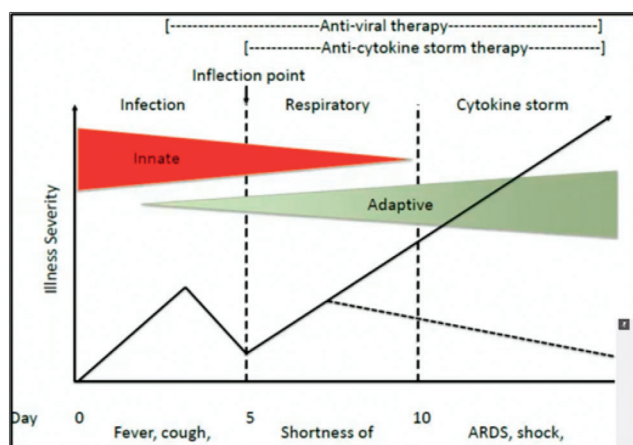 [------------------Anti-viral therapy------------------]
[---------Anti-cytokine storm therapy---------]
Inflection point
Infection Respiratory Cytokine storm
Innate
Adaptive
Illness Severity
Day 0 5 10
Fever, cough, Shortness of ARDS, shock,